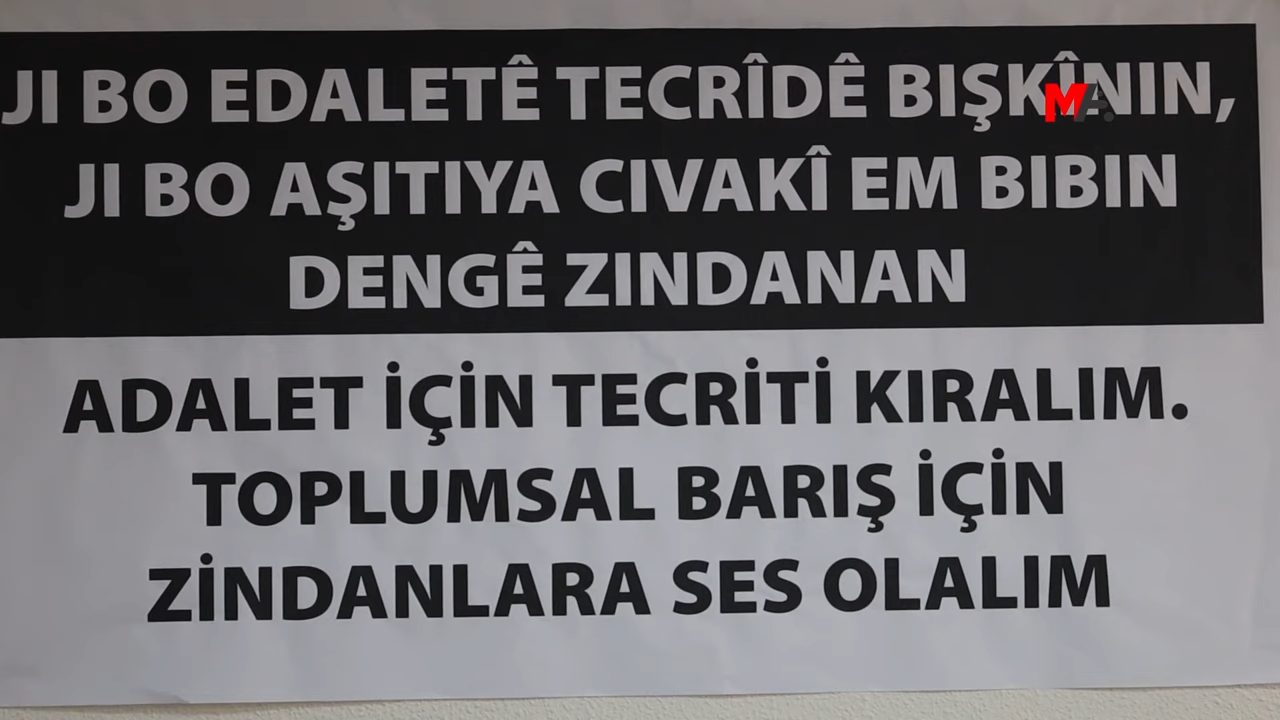 JI BO EDALETÊ TECRÎDÊ BIŞKÎNIN,
JI BO AŞITIYA CIVAKÎ EM BIBIN
DENGÊ ZINDANAN
ADALET İÇİN TECRİTİ KIRALIM.
TOPLUMSAL BARIŞ İÇİN
ZİNDANLARA SES OLALIM
MA.